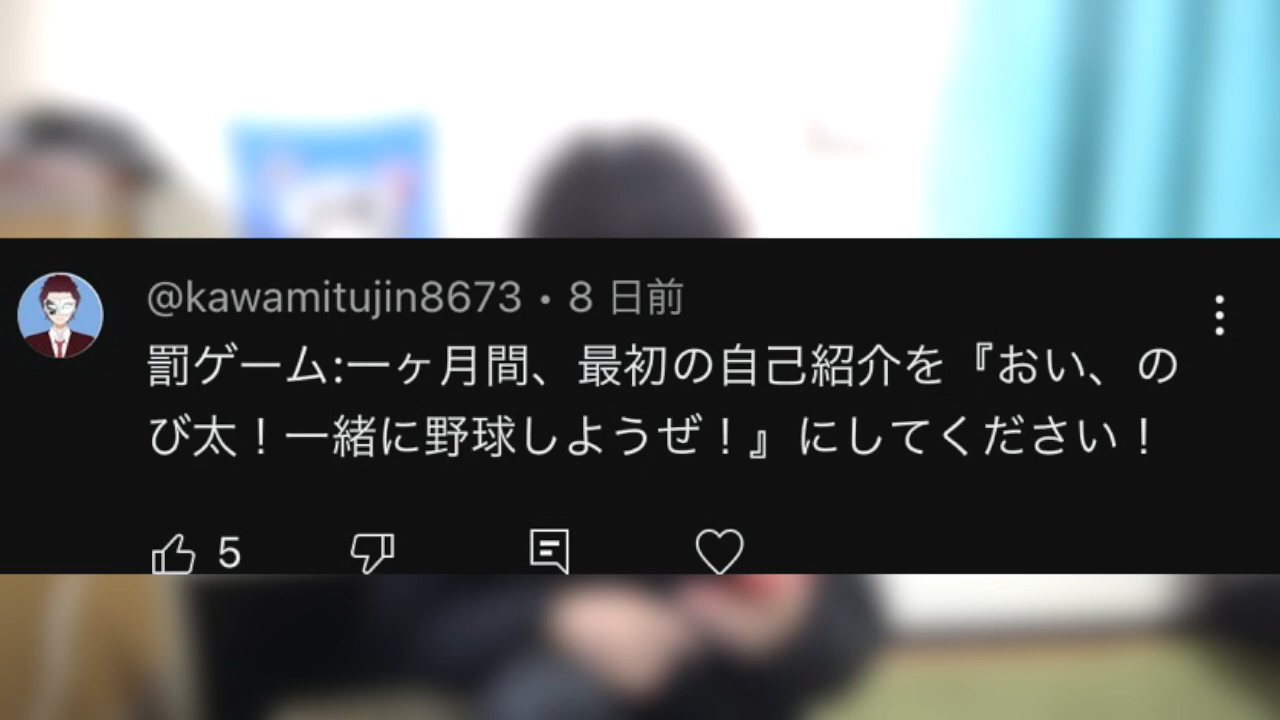 @kawamitujin8673・8 日前
罰ゲーム:一ヶ月間、最初の自己紹介を『おい、の
び太！一緒に野球しようぜ！』にしてください！
5